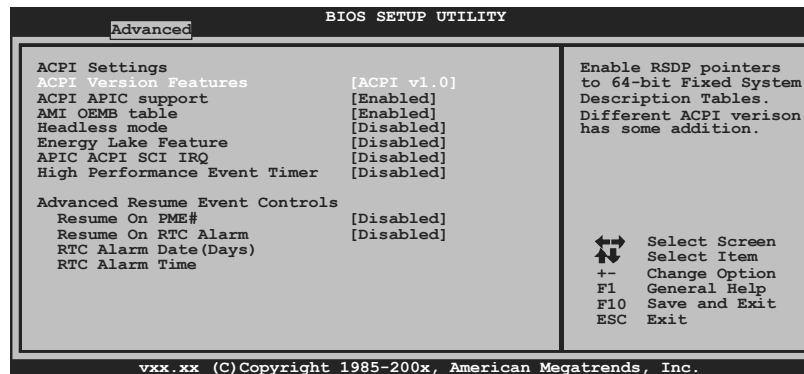 BIOS SETUP UTILITY
Advanced
ACPI Settings
ACPI Version Features [ACPI v1.0]
ACPI APIC support [Enabled]
AMI OEMB table [Enabled]
Headless mode [Disabled]
Energy Lake Feature [Disabled]
APIC ACPI SCI IRQ [Disabled]
High Performance Event Timer [Disabled]
Advanced Resume Event Controls
Resume On PME# [Disabled]
Resume On RTC Alarm [Disabled]
RTC Alarm Date(Days)
RTC Alarm Time
Enable RSDP pointers
to 64-bit Fixed System
Description Tables.
Different ACPI verison
has some addition.
Select Screen
Select Item
+- Change Option
F1 General Help
F10 Save and Exit
ESC Exit
vxx.xx (C)Copyright 1985-200x, American Megatrends, Inc.